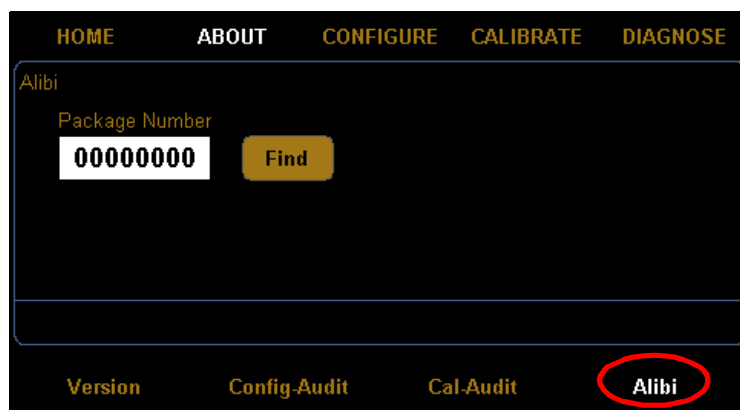 HOME ABOUT CONFIGURE CALIBRATE DIAGNOSE
Alibi
Package Number
00000000 Find
Version Config-Audit Cal-Audit Alibi